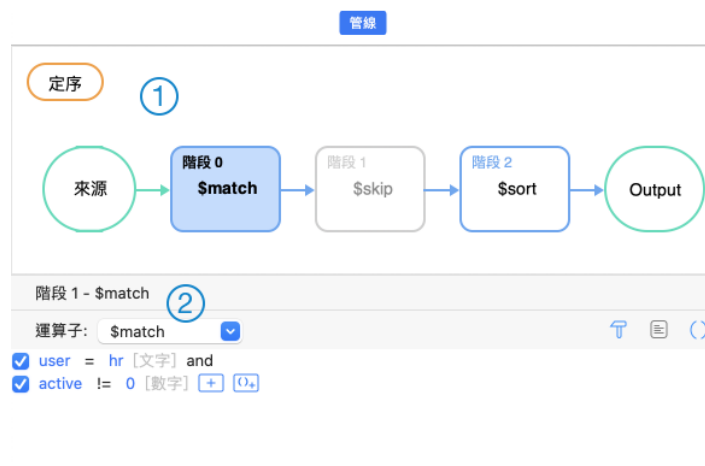 管線
定序
1
階段 0
$match
階段 1
$skip
階段 2
$sort
來源
Output
階段 1 - $match
2
運算子: $match
user = hr [文字] and
active != 0 [數字]